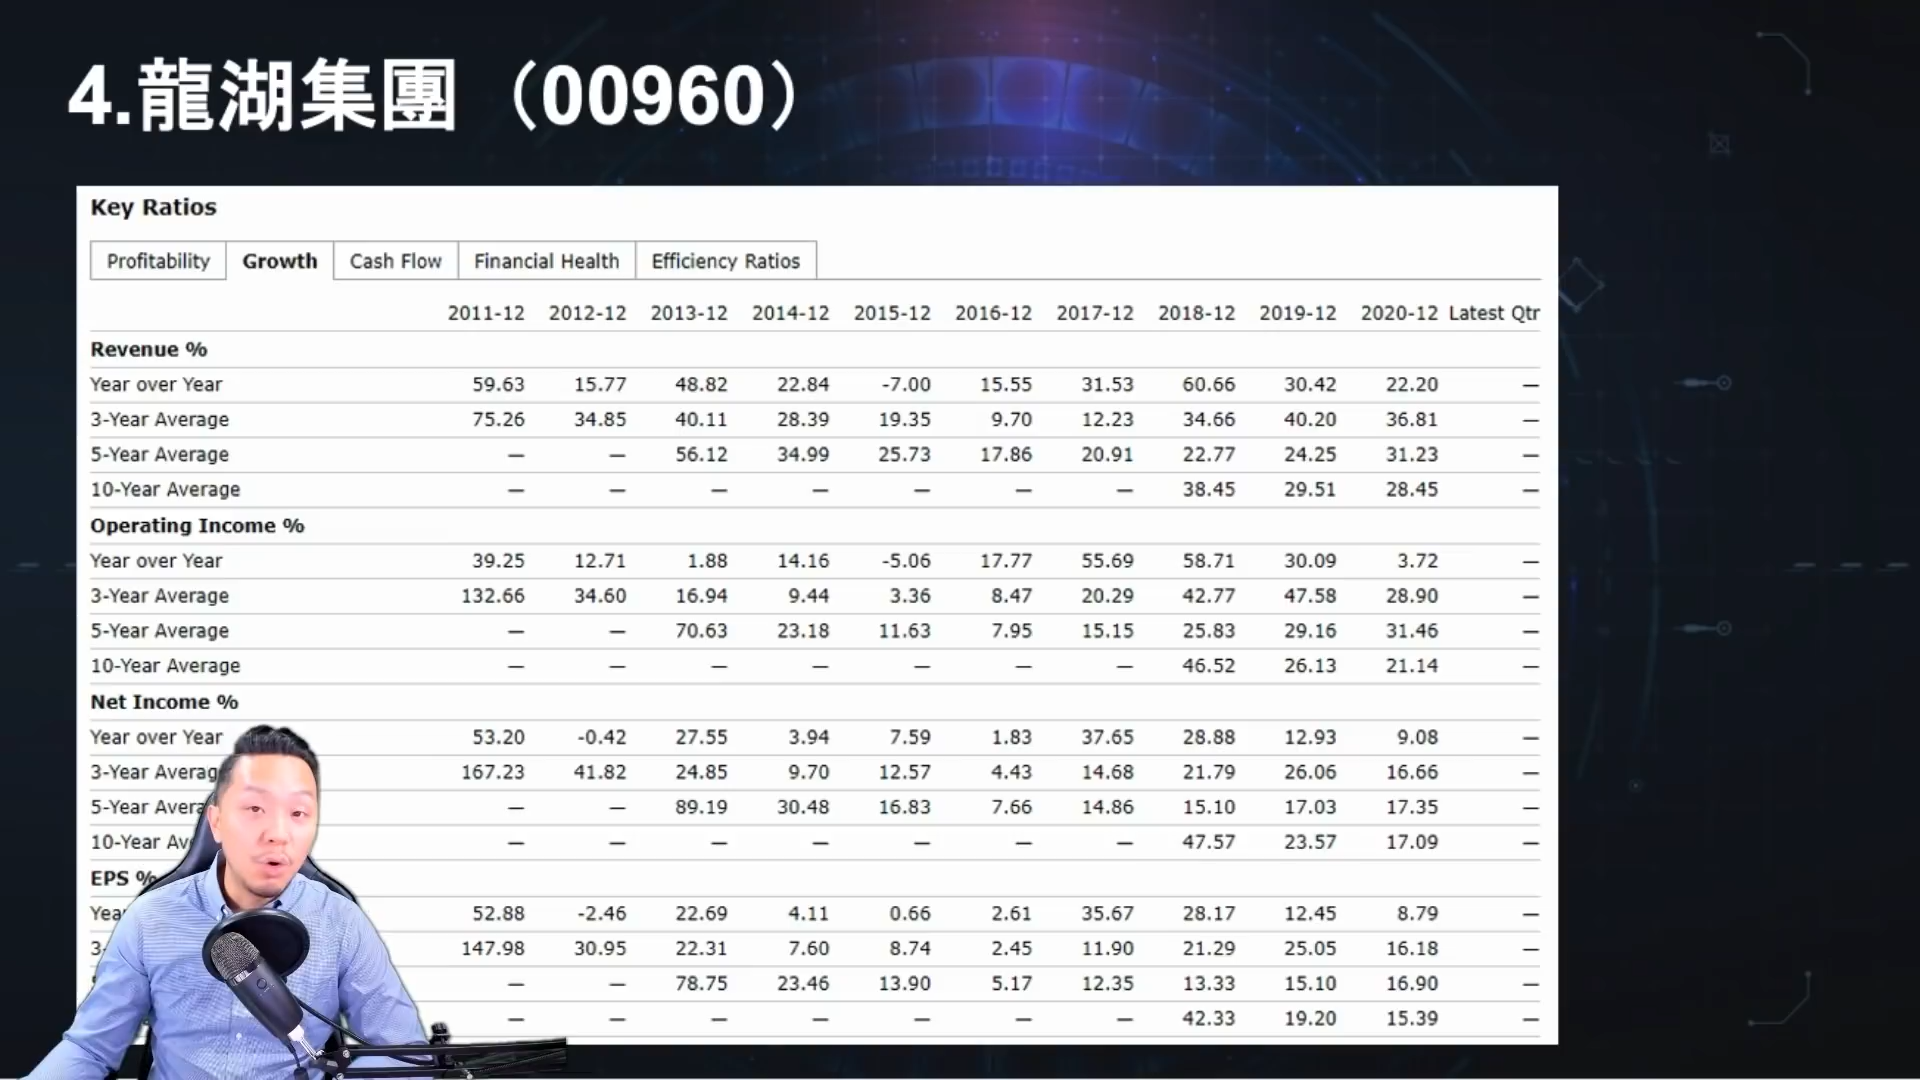 4.龍湖集團（00960）
Key Ratios
Profitability Growth Cash Flow Financial Health Efficiency Ratios
2011-12 2012-12 2013-12 2014-12 2015-12 2016-12 2017-12 2018-12 2019-12 2020-12 Latest Qtr
Revenue %
Year over Year 59.63 15.77 48.82 22.84 -7.00 15.55 31.53 60.66 30.42 22.20 —
3-Year Average 75.26 34.85 40.11 28.39 19.35 9.70 12.23 34.66 40.20 36.81 —
5-Year Average — — 56.12 34.99 25.73 17.86 20.91 22.77 24.25 31.23 —
10-Year Average — — — — — — — 38.45 29.51 28.45 —
Operating Income %
Year over Year 39.25 12.71 1.88 14.16 -5.06 17.77 55.69 58.71 30.09 3.72 —
3-Year Average 132.66 34.60 16.94 9.44 3.36 8.47 20.29 42.77 47.58 28.90 —
5-Year Average — — 70.63 23.18 11.63 7.95 15.15 25.83 29.16 31.46 —
10-Year Average — — — — — — — 46.52 26.13 21.14 —
Net Income %
Year over Year 53.20 -0.42 27.55 3.94 7.59 1.83 37.65 28.88 12.93 9.08 —
3-Year 167.23 41.82 24.85 9.70 12.57 4.43 14.68 21.79 26.06 16.66 —
5-Year — — 89.19 30.48 16.83 7.66 14.86 15.10 17.03 17.35 —
10-Year — — — — — — — 47.57 23.57 17.09 —
EPS %
52.88 -2.46 22.69 4.11 0.66 2.61 35.67 28.17 12.45 8.79 —
147.98 30.95 22.31 7.60 8.74 2.45 11.90 21.29 25.05 16.18 —
— — 78.75 23.46 13.90 5.17 12.35 13.33 15.10 16.90 —
— — — — — — — 42.33 19.20 15.39 —